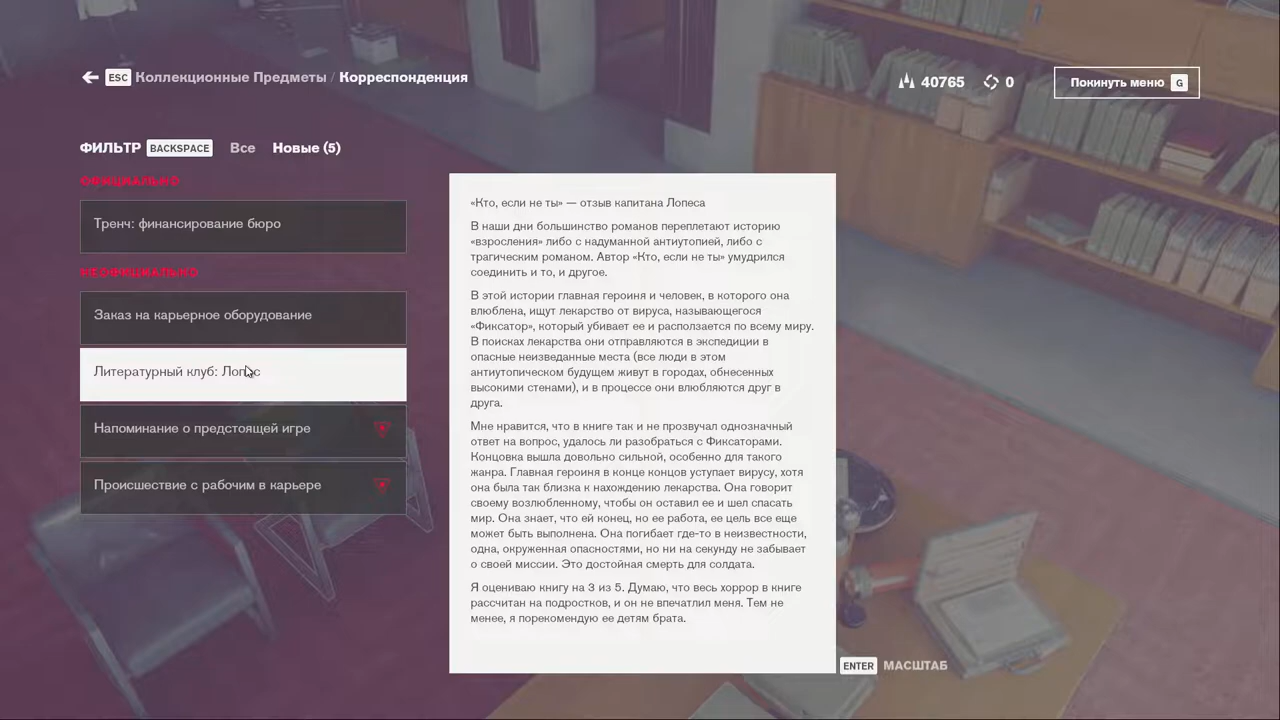 ESC Коллекционные Предметы / Корреспонденция
40765 0
Покинуть меню G
ФИЛЬТР BACKSPACE Все Новые (5)
ОФИЦИАЛЬНО
Тренч: финансирование бюро
НЕОФИЦИАЛЬНО
Заказ на карьерное оборудование
Литературный клуб: Лопес
Напоминание о предстоящей игре
Происшествие с рабочим в карьере
«Кто, если не ты» — отзыв капитана Лопеса
В наши дни большинство романов переплетают историю
«взросления» либо с надуманной антиутопией, либо с
трагическим романом. Автор «Кто, если не ты» умудрился
соединить и то, и другое.
В этой истории главная героиня и человек, в которого она
влюблена, ищут лекарство от вируса, называющегося
«Фиксатор», который убивает ее и расползается по всему миру.
В поисках лекарства они отправляются в экспедиции в
опасные неизведанные места (все люди в этом
антиутопическом будущем живут в городах, обнесенных
высокими стенами), и в процессе они влюбляются друг в
друга.
Мне нравится, что в книге так и не прозвучал однозначный
ответ на вопрос, удалось ли разобраться с Фиксаторами.
Концовка вышла довольно сильной, особенно для такого
жанра. Главная героиня в конце концов уступает вирусу, хотя
она была так близка к нахождению лекарства. Она говорит
своему возлюбленному, чтобы он оставил ее и шел спасать
мир. Она знает, что ей конец, но ее работа, ее цель все еще
может быть выполнена. Она погибает где-то в неизвестности,
одна, окруженная опасностями, но ни на секунду не забывает
о своей миссии. Это достойная смерть для солдата.
Я оцениваю книгу на 3 из 5. Думаю, что весь хоррор в книге
рассчитан на подростков, и он не впечатлил меня. Тем не
менее, я порекомендую ее детям брата.
ENTER МАСШТАБ